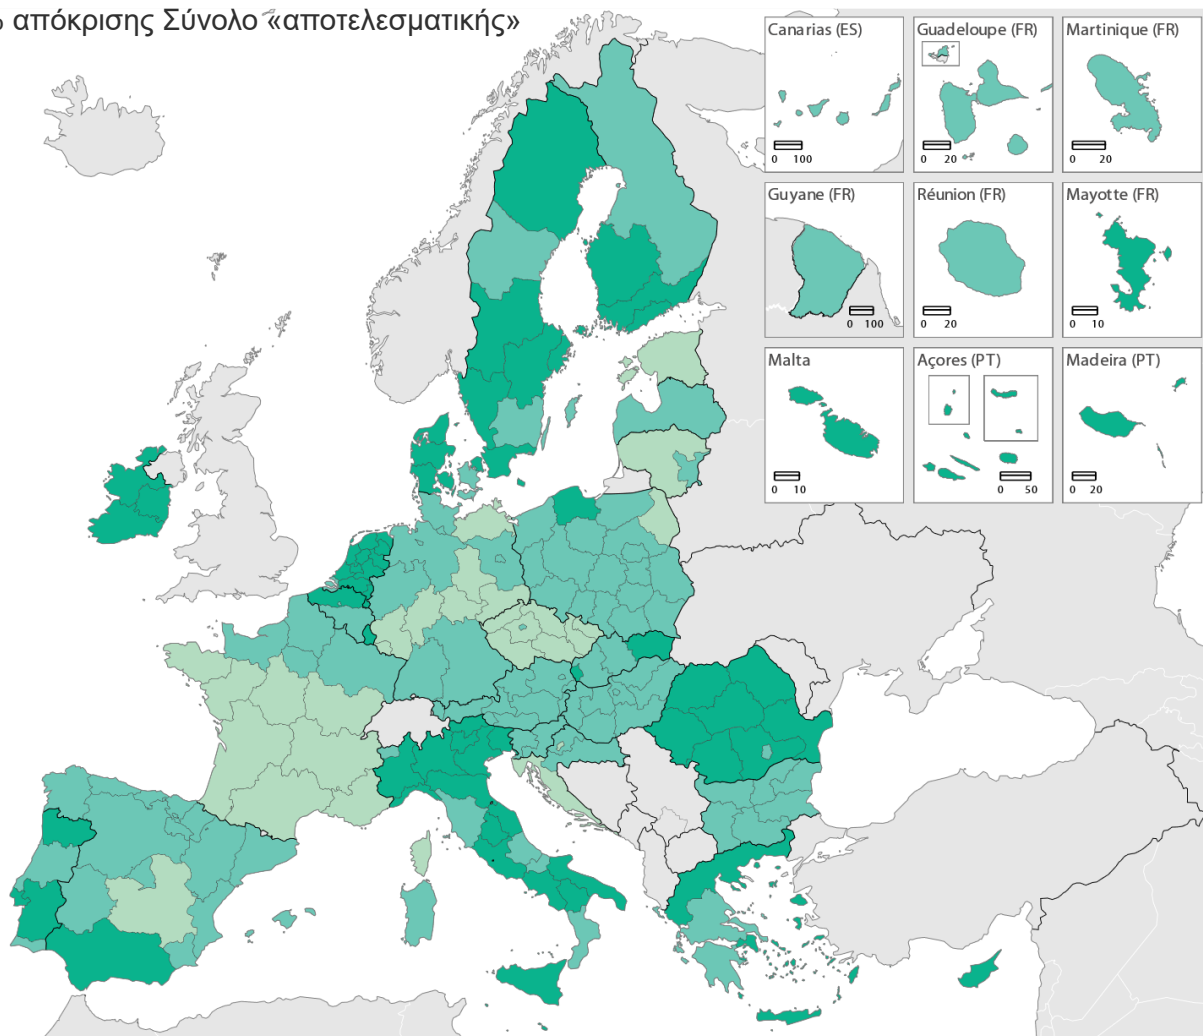 % απόκρισης Σύνολο «αποτελεσματικής»
Canarias (ES)
0 100
Guadeloupe (FR)
0 20
Martinique (FR)
0 20
Guyane (FR)
0 100
Réunion (FR)
0 20
Mayotte (FR)
0 10
Malta
0 10
Açores (PT)
0 50
Madeira (PT)
0 20